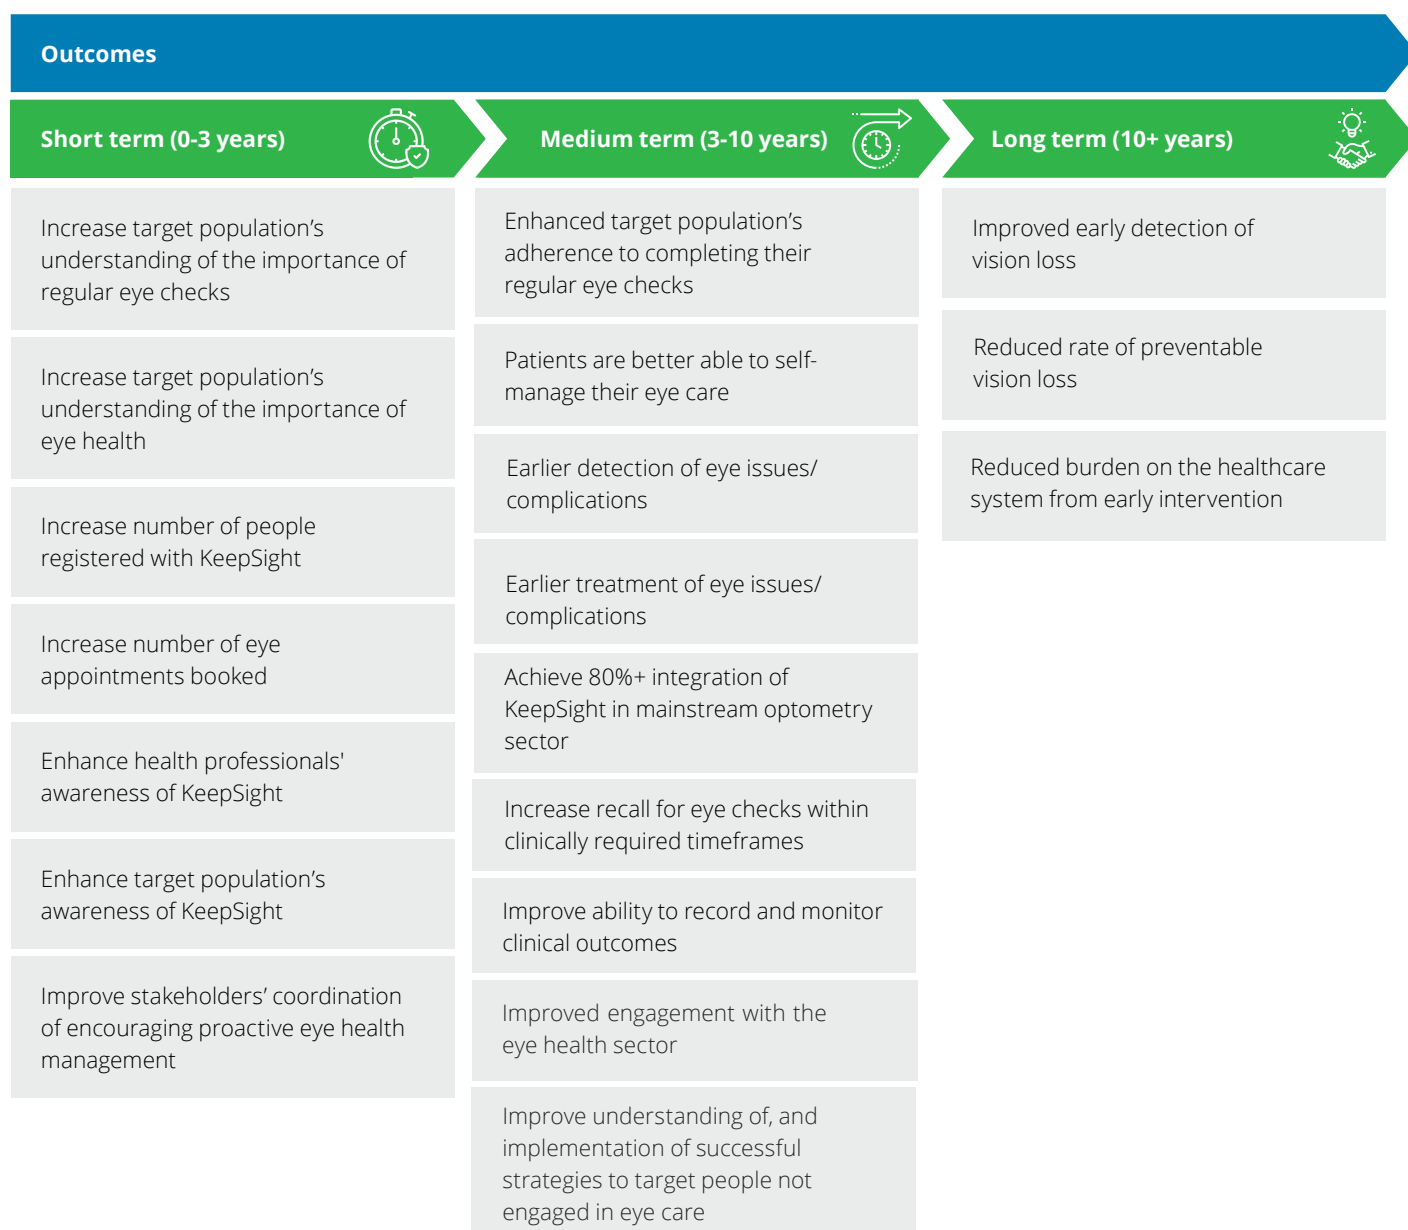 Outcomes
Short term (0-3 years)
Increase target population’s
understanding of the importance of
regular eye checks
Increase target population’s
understanding of the importance of
eye health
Increase number of people
registered with KeepSight
Increase number of eye
appointments booked
Enhance health professionals'
awareness of KeepSight
Enhance target population’s
awareness of KeepSight
Improve stakeholders’ coordination
of encouraging proactive eye health
management
Medium term (3-10 years)
Enhanced target population’s
adherence to completing their
regular eye checks
Patients are better able to self-
manage their eye care
Earlier detection of eye issues/
complications
Earlier treatment of eye issues/
complications
Achieve 80%+ integration of
KeepSight in mainstream optometry
sector
Increase recall for eye checks within
clinically required timeframes
Improve ability to record and monitor
clinical outcomes
Improved engagement with the
eye health sector
Improve understanding of, and
implementation of successful
strategies to target people not
engaged in eye care
Long term (10+ years)
Improved early detection of
vision loss
Reduced rate of preventable
vision loss
Reduced burden on the healthcare
system from early intervention